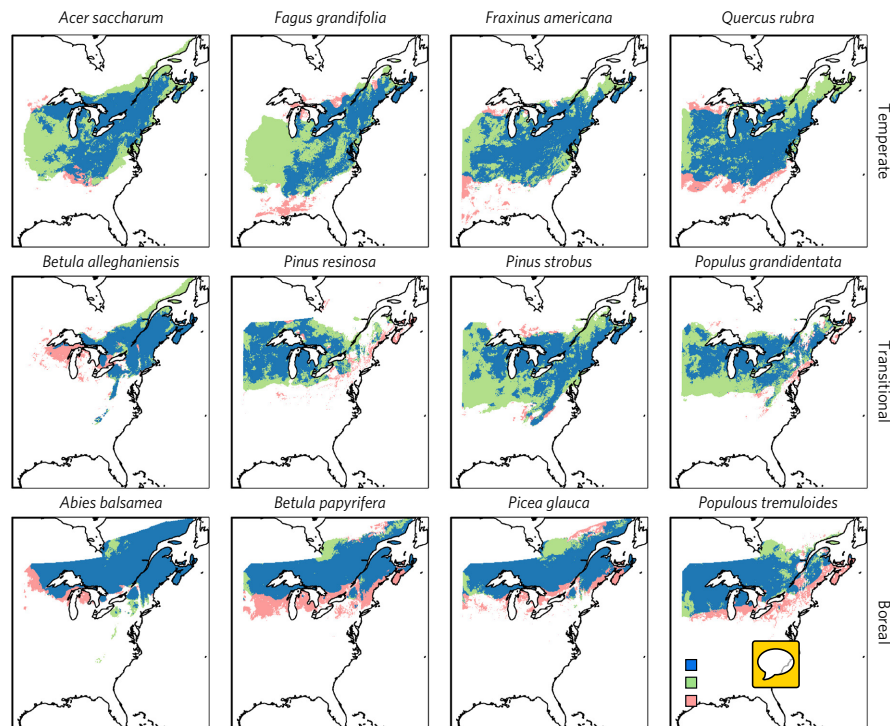 Acer saccharum
Fagus grandifolia
Fraxinus americana
Quercus rubra
Temperate
Betula alleghaniensis
Pinus resinosa
Pinus strobus
Populus grandidentata
Transitional
Abies balsamea
Betula papyrifera
Picea glauca
Populous tremuloides
Boreal